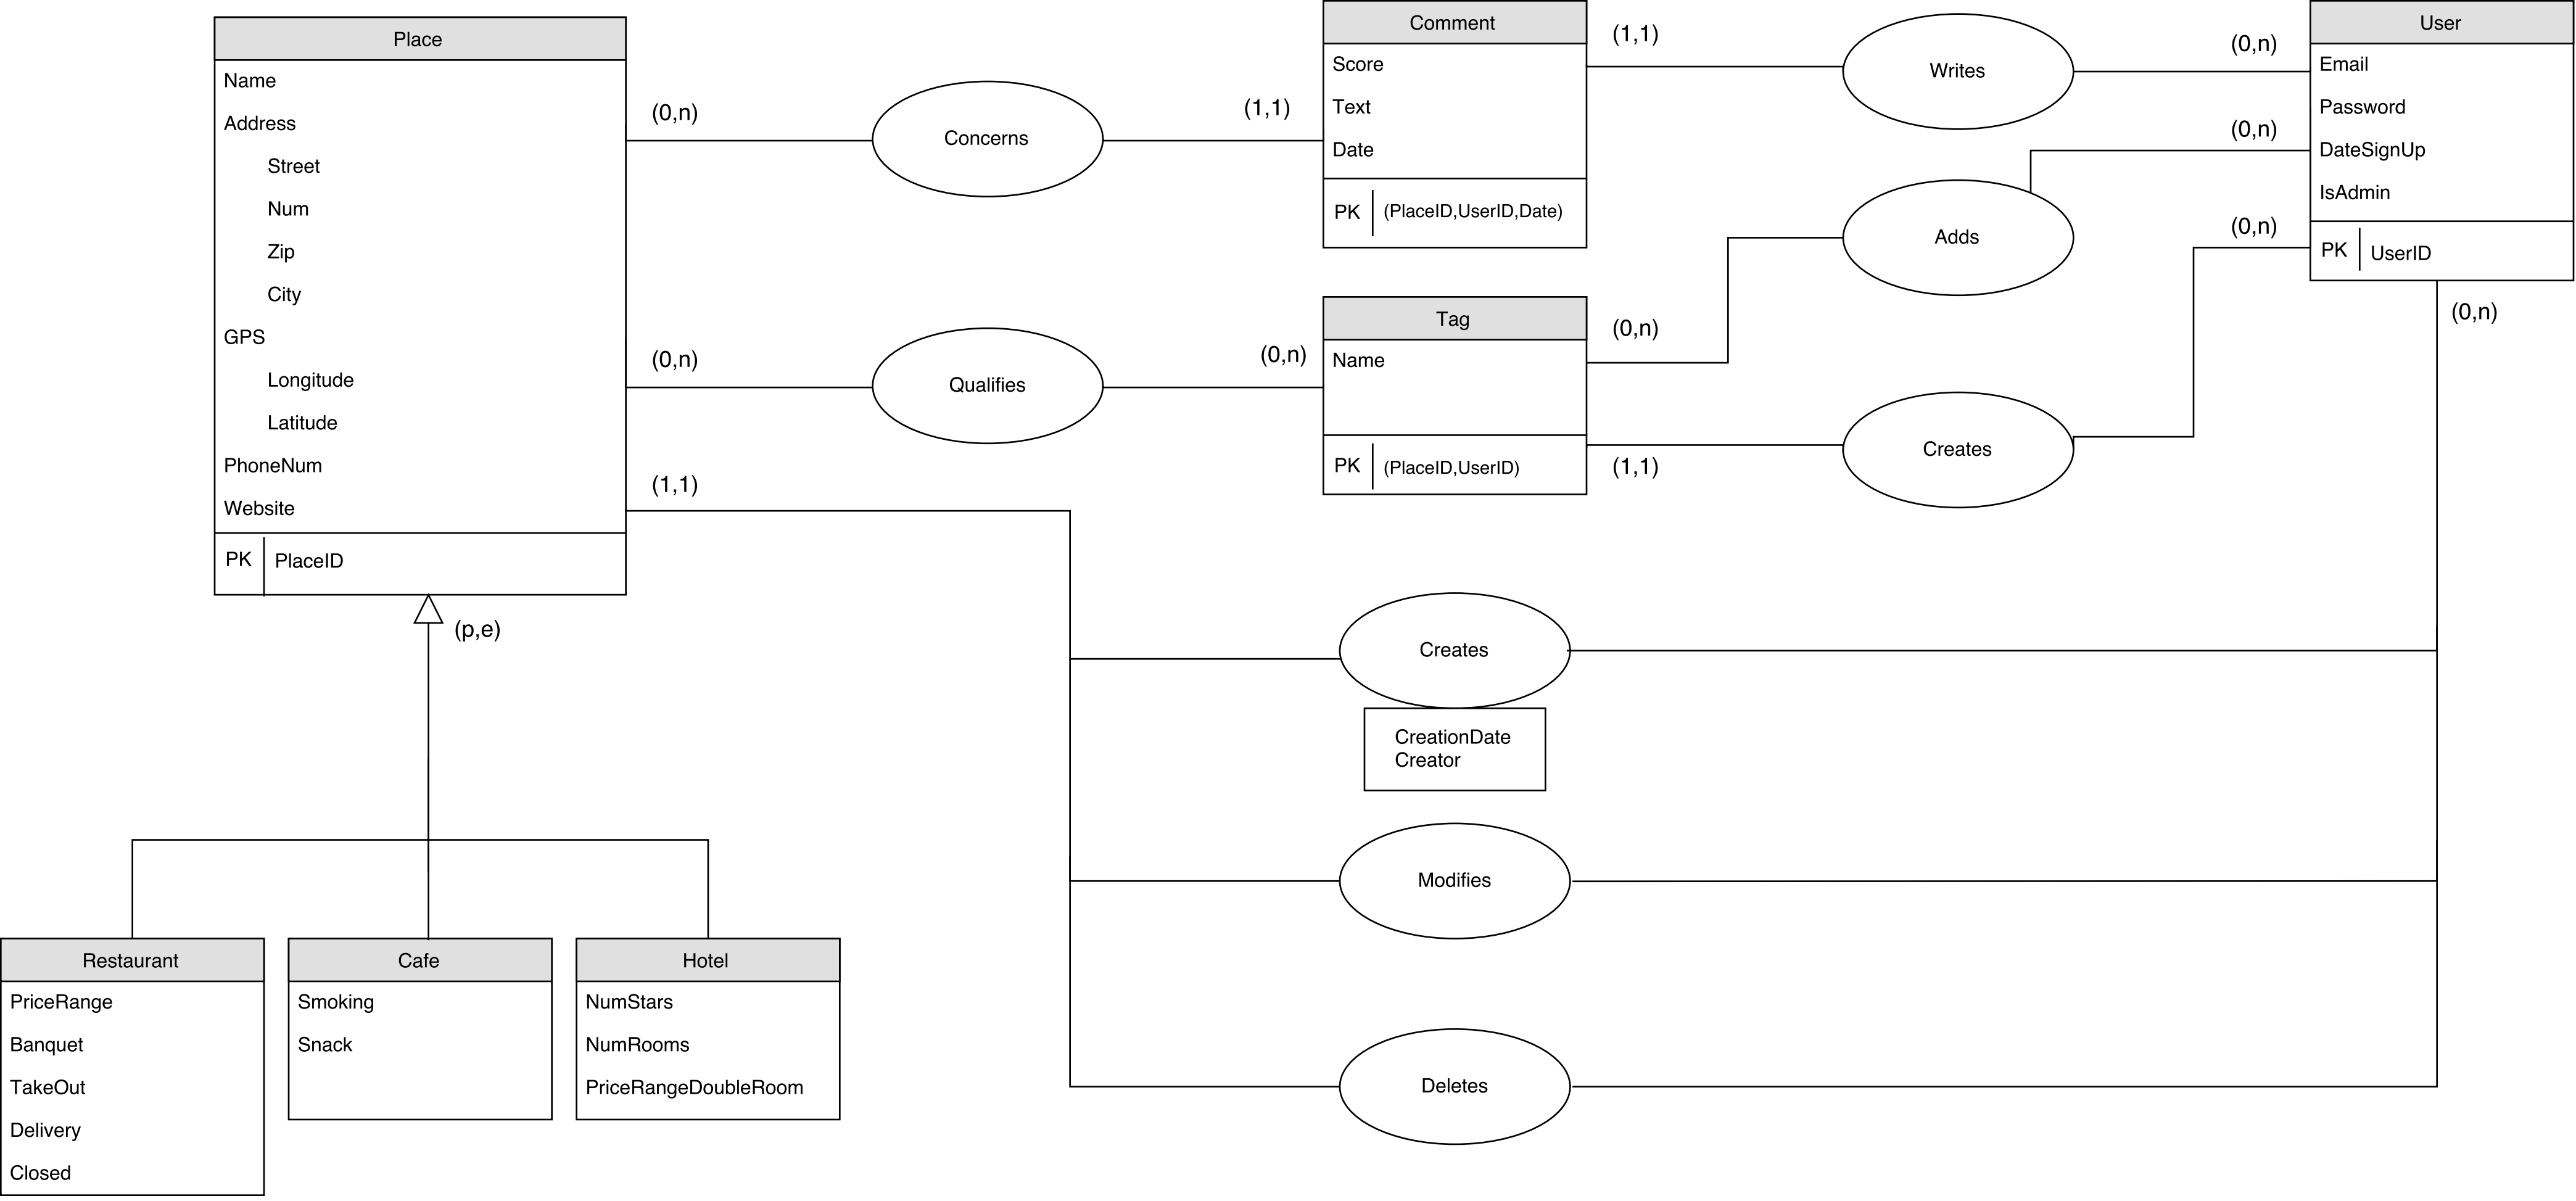 Place
Name
Address
Street
Num
Zip
City
GPS
Longitude
Latitude
PhoneNum
Website
PK PlaceID
(0,n)
Concerns
(1,1)
Comment
Score
Text
Date
PK (PlaceID,UserID,Date)
(1,1)
Writes
(0,n)
User
Email
Password
DateSignUp
IsAdmin
PK UserID
(0,n)
Adds
(0,n)
(0,n)
(0,n)
Qualifies
(0,n)
Tag
Name
PK (PlaceID,UserID)
(0,n)
(1,1)
Creates
(1,1)
(p,e)
Creates
CreationDate
Creator
Modifies
Deletes
Restaurant
PriceRange
Banquet
TakeOut
Delivery
Closed
Cafe
Smoking
Snack
Hotel
NumStars
NumRooms
PriceRangeDoubleRoom